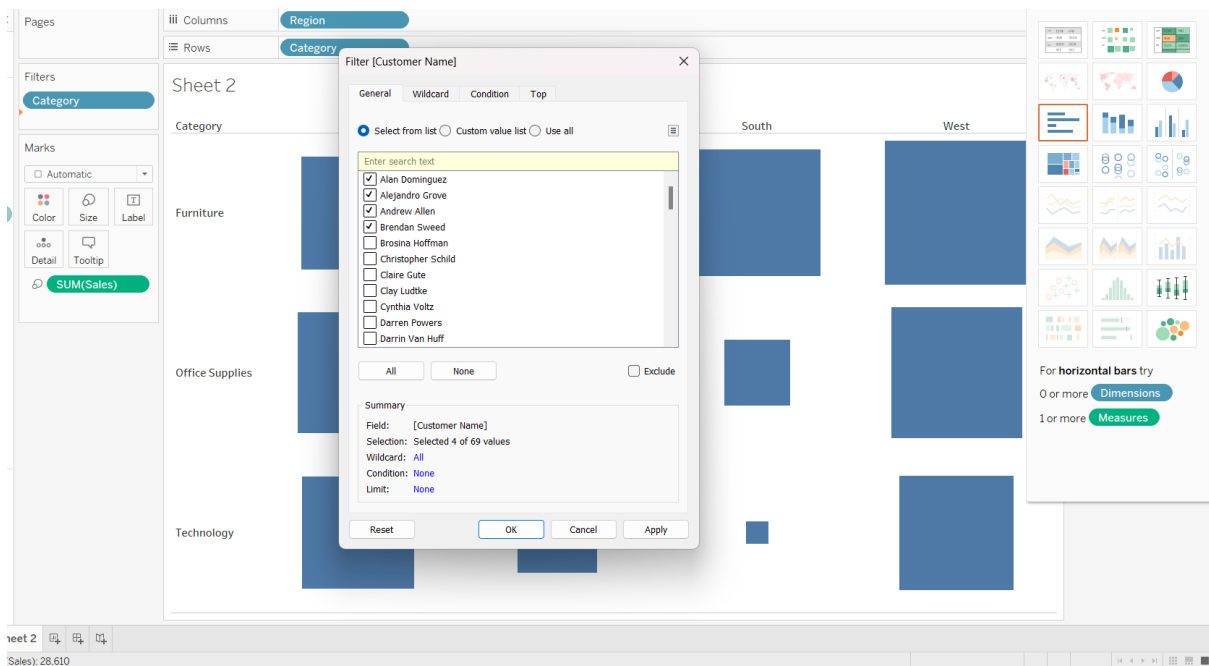 Pages
Columns
Region
Rows
Category
Filters
Category
Marks
Automatic
Color
Size
Label
Detail
Tooltip
SUM(Sales)
Sheet 2
Category
South
West
Furniture
Office Supplies
Technology
Filter [Customer Name]
General
Wildcard
Condition
Top
Select from list
Custom value list
Use all
Enter search text
Alan Dominguez
Alejandro Grove
Andrew Allen
Brendan Sweed
Brosina Hoffman
Christopher Schild
Claire Gute
Clay Ludtke
Cynthia Voltz
Darren Powers
Darrin Van Huff
All
None
Exclude
Summary
Field: [Customer Name]
Selection: Selected 4 of 69 values
Wildcard: All
Condition: None
Limit: None
Reset
OK
Cancel
Apply
For horizontal bars try
0 or more Dimensions
1 or more Measures
heet 2
Sales): 28,610